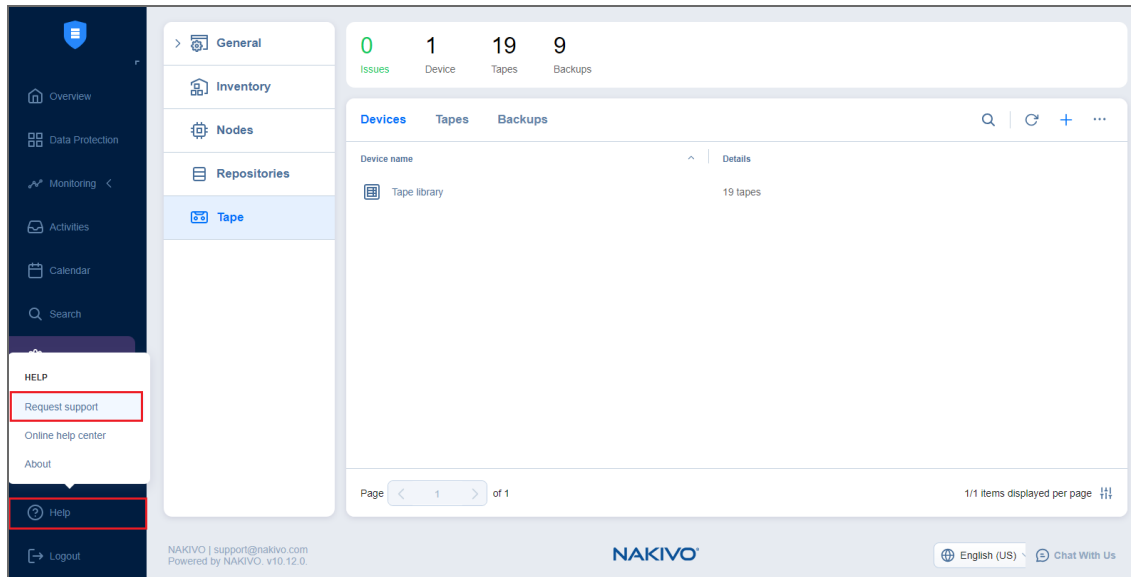 Overview
Data Protection
Monitoring
Activities
Calendar
Search
HELP
Request support
Online help center
About
Help
Logout
General
Inventory
Nodes
Repositories
Tape
0 1 19 9
Issues Device Tapes Backups
Devices Tapes Backups
Device name Details
Tape library 19 tapes
Page 1 of 1
1/1 items displayed per page
NAKIVO | support@nakivo.com
Powered by NAKIVO. v10.12.0.
NAKIVO®
English (US)
Chat With Us